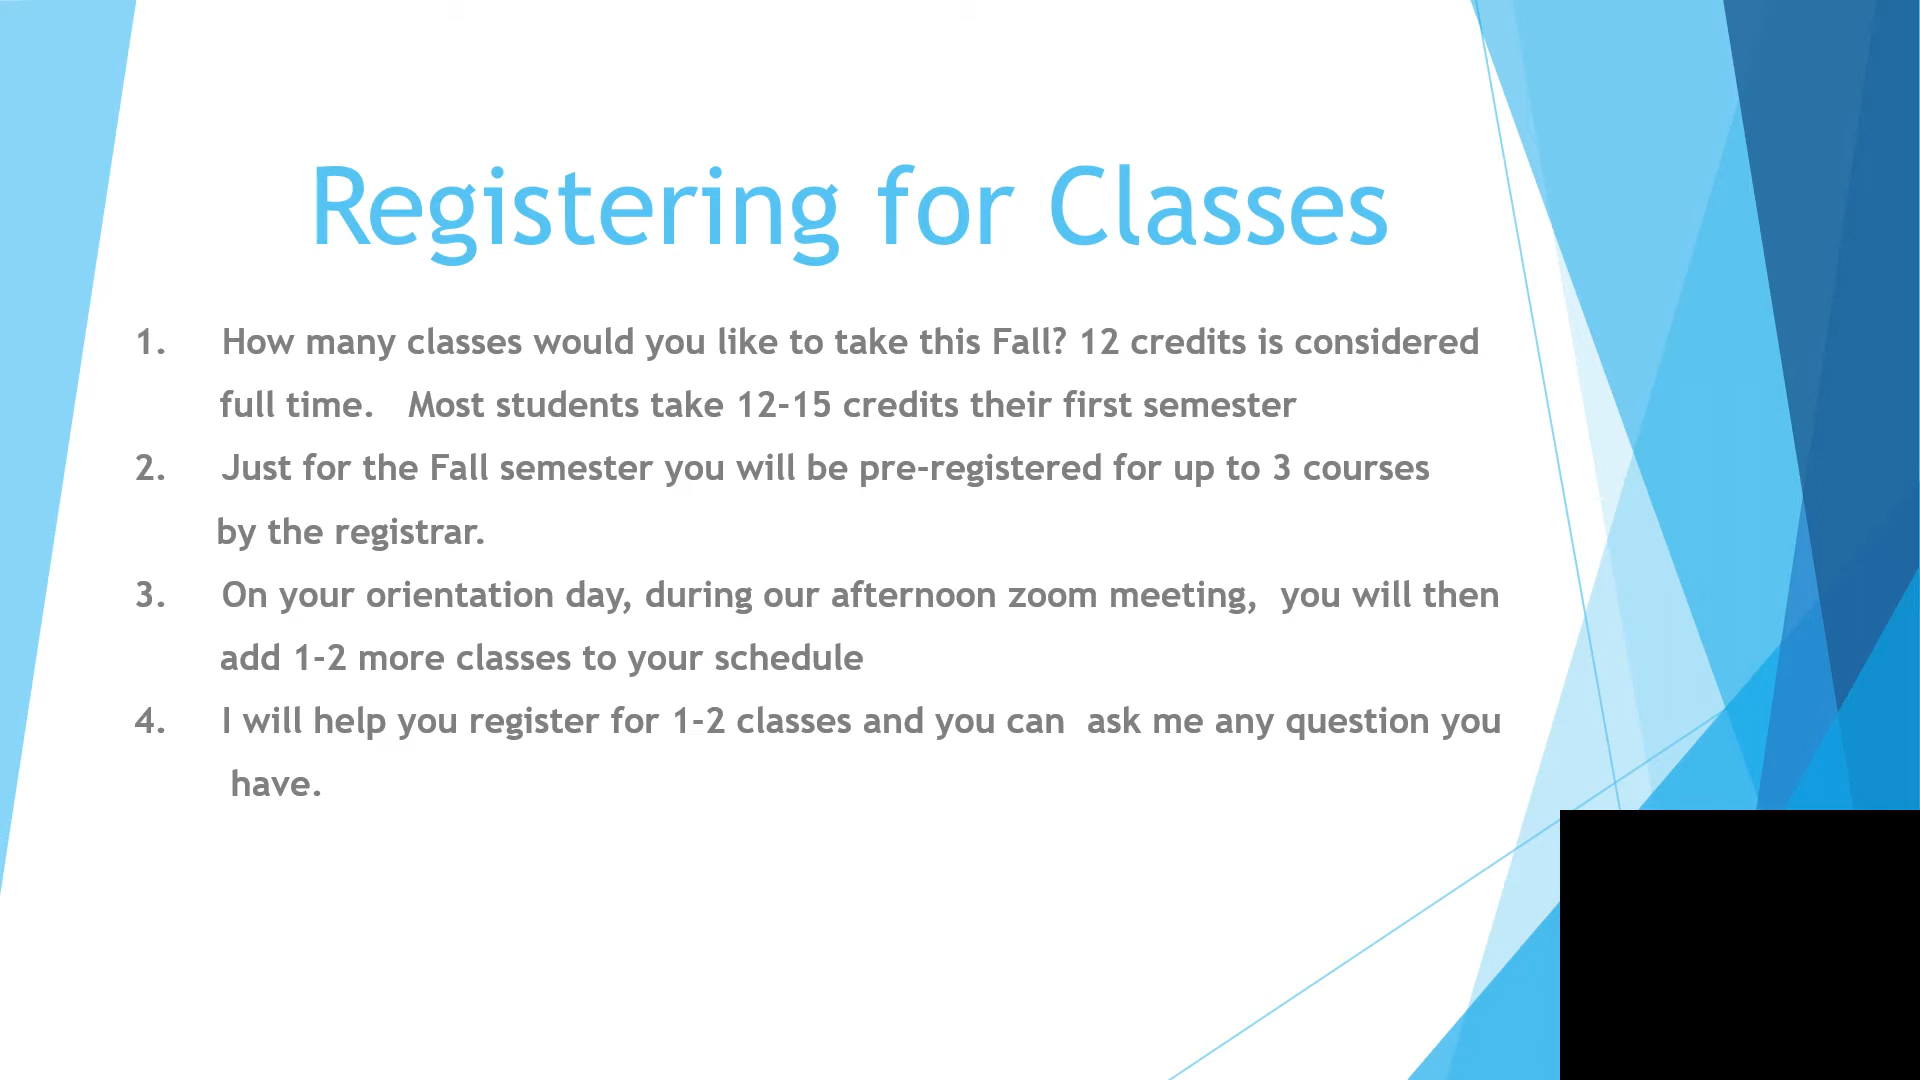 Registering for Classes
1. How many classes would you like to take this Fall? 12 credits is considered
full time. Most students take 12-15 credits their first semester
2. Just for the Fall semester you will be pre-registered for up to 3 courses
by the registrar.
3. On your orientation day, during our afternoon zoom meeting, you will then
add 1-2 more classes to your schedule
4. I will help you register for 1-2 classes and you can ask me any question you
have.